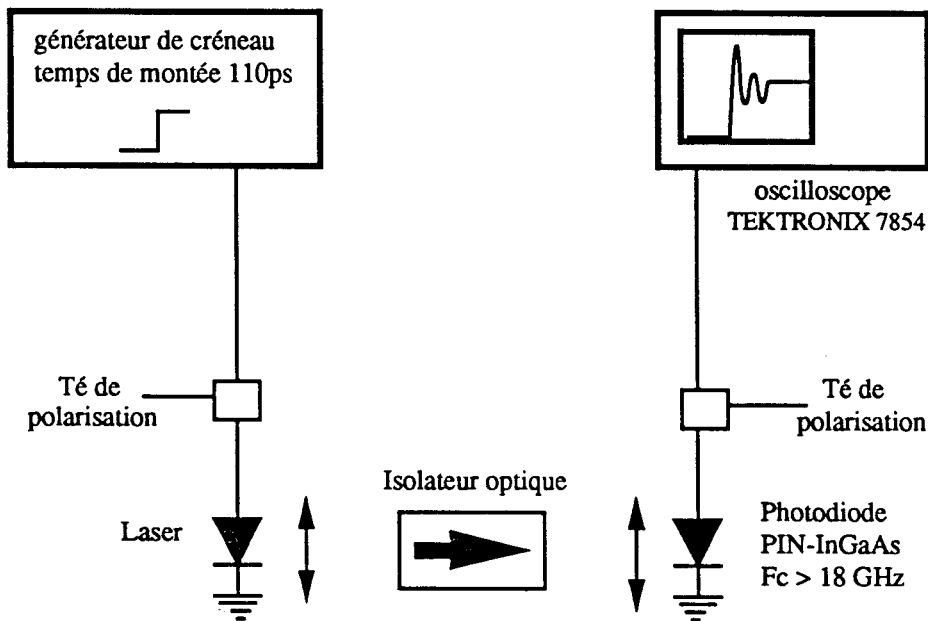 générateur de créneau
temps de montée 110ps
oscilloscope
TEKTRONIX 7854
Té de
polarisation
Té de
polarisation
Isolateur optique
Laser
Photodiode
PIN-InGaAs
Fc > 18 GHz